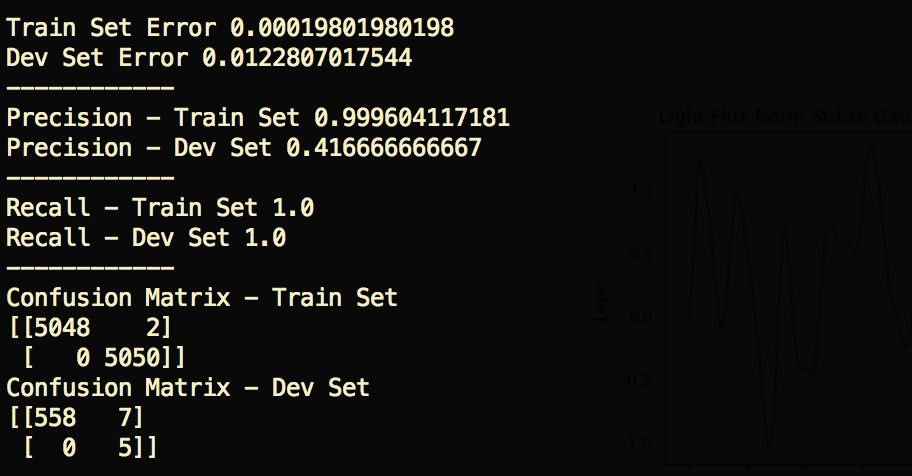 Train Set Error 0.00019801980198
Dev Set Error 0.0122807017544
------------
Precision - Train Set 0.999604117181
Precision - Dev Set 0.416666666667
------------
Recall - Train Set 1.0
Recall - Dev Set 1.0
------------
Confusion Matrix - Train Set
[[5048    2]
 [   0 5050]]
Confusion Matrix - Dev Set
[[558   7]
 [  0   5]]
Light Flux Norm Stdize Gau
Level
1.0
0.5
0.0
-0.5
-1.0